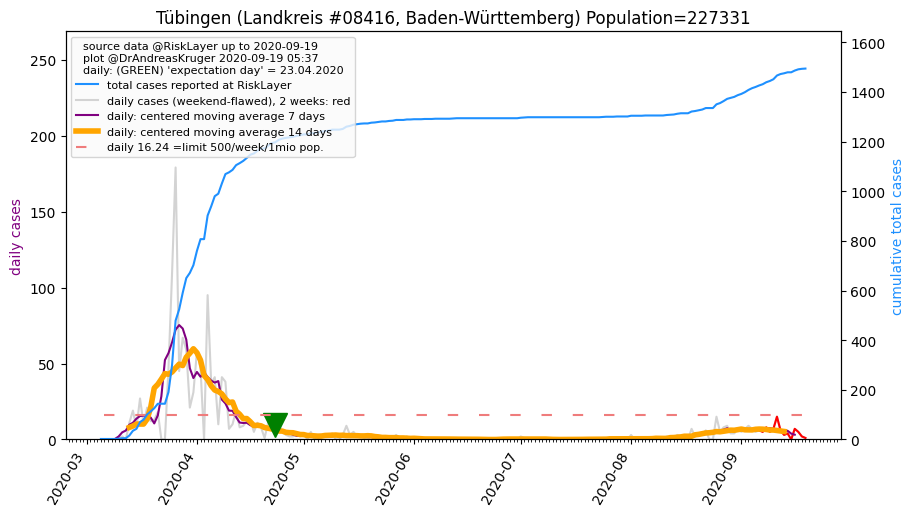 Tübingen (Landkreis #08416, Baden-Württemberg) Population=227331
source data @RiskLayer up to 2020-09-19
plot @DrAndreasKruger 2020-09-19 05:37
daily: (GREEN) 'expectation day' = 23.04.2020
total cases reported at RiskLayer
daily cases (weekend-flawed), 2 weeks: red
daily: centered moving average 7 days
daily: centered moving average 14 days
daily 16.24 =limit 500/week/1mio pop.
daily cases
250
200
150
100
50
0
cumulative total cases
1600
1400
1200
1000
800
600
400
200
0
2020-03
2020-04
2020-05
2020-06
2020-07
2020-08
2020-09